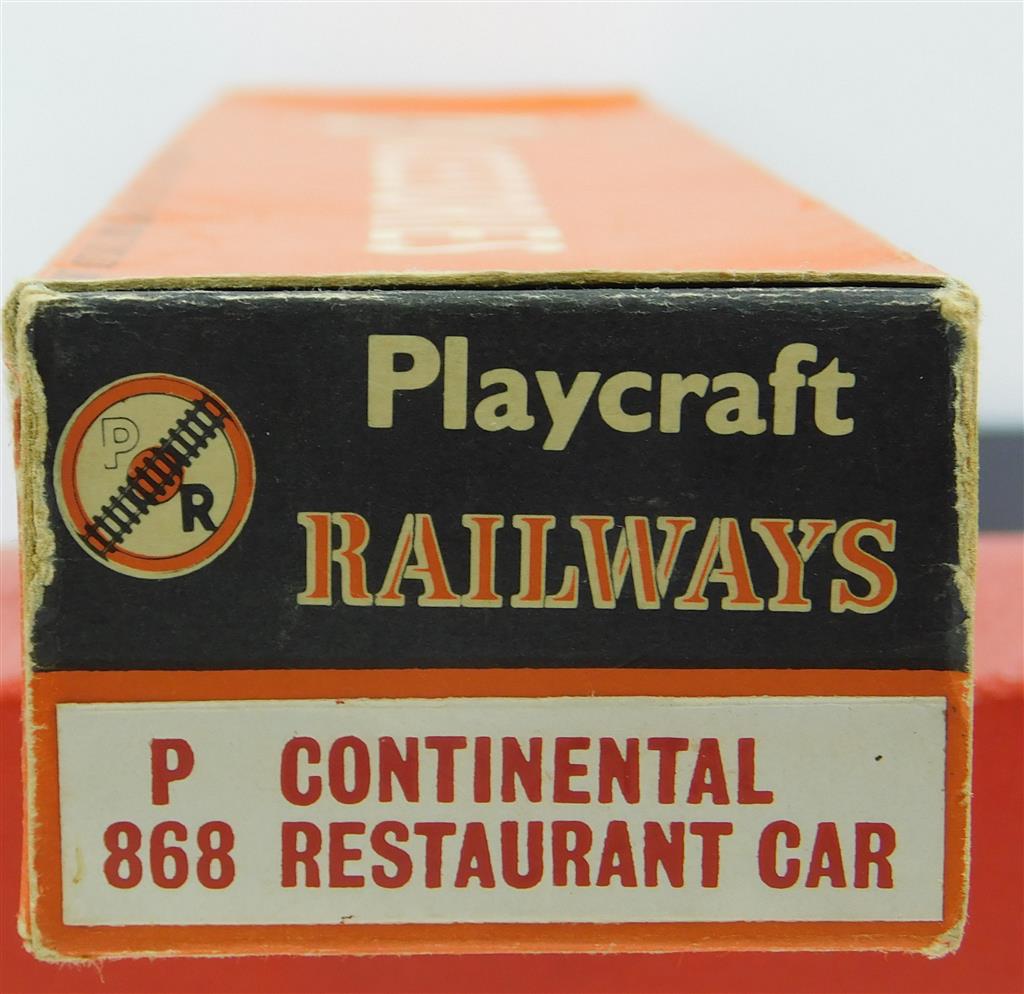 Playcraft
P
R
RAILWAYS
P CONTINENTAL
868 RESTAURANT CAR